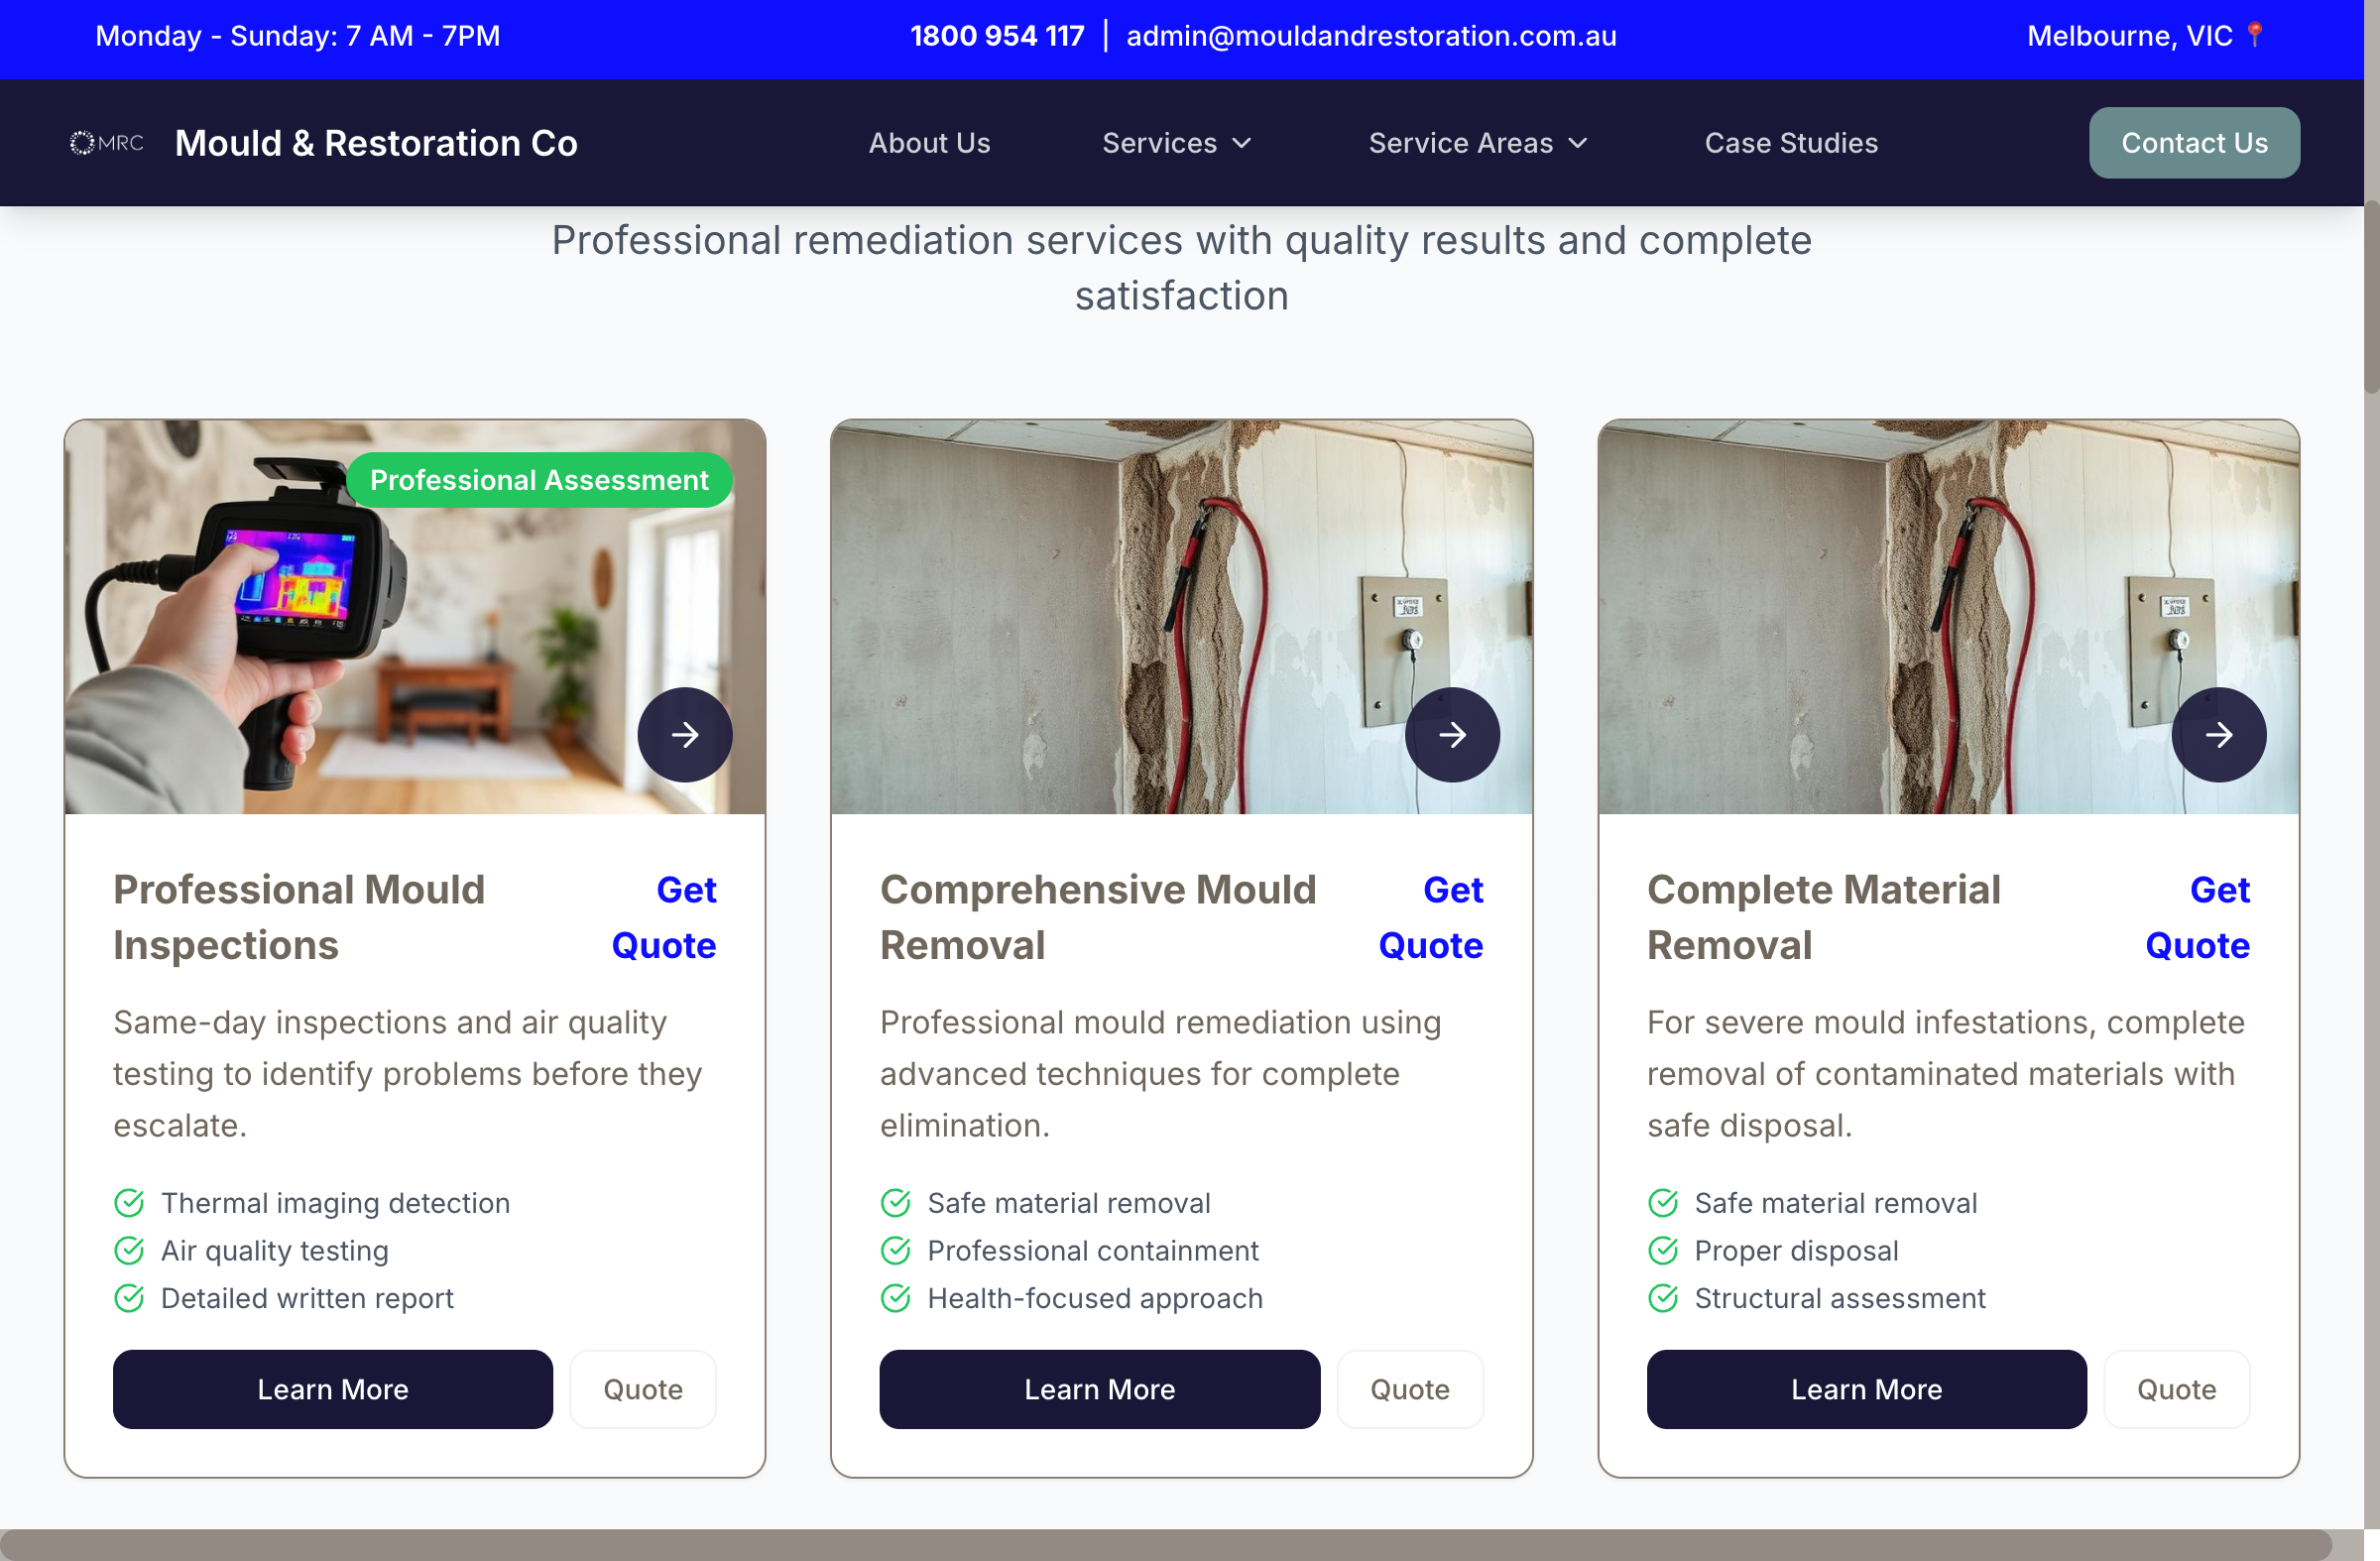 Monday - Sunday: 7 AM - 7PM
1800 954 117 | admin@mouldandrestoration.com.au
Melbourne, VIC 📍
MRC
Mould & Restoration Co
About Us
Services
Service Areas
Case Studies
Contact Us
Professional remediation services with quality results and complete
satisfaction
Professional Assessment
Professional Mould
Inspections
Get
Quote
Same-day inspections and air quality
testing to identify problems before they
escalate.
Thermal imaging detection
Air quality testing
Detailed written report
Learn More
Quote
Comprehensive Mould
Removal
Get
Quote
Professional mould remediation using
advanced techniques for complete
elimination.
Safe material removal
Professional containment
Health-focused approach
Learn More
Quote
Complete Material
Removal
Get
Quote
For severe mould infestations, complete
removal of contaminated materials with
safe disposal.
Safe material removal
Proper disposal
Structural assessment
Learn More
Quote